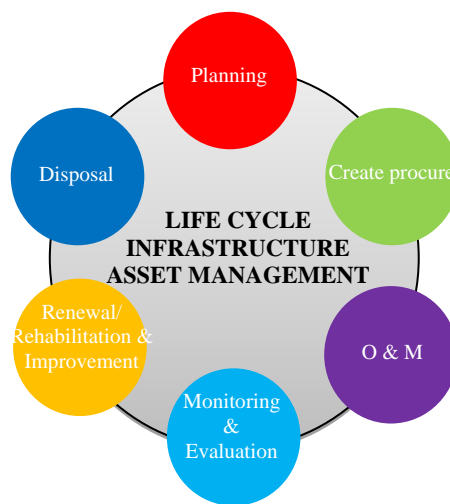 Planning
Create procure
O & M
Monitoring
&
Evaluation
Renewal/
Rehabilitation &
Improvement
Disposal
LIFE CYCLE
INFRASTRUCTURE
ASSET MANAGEMENT